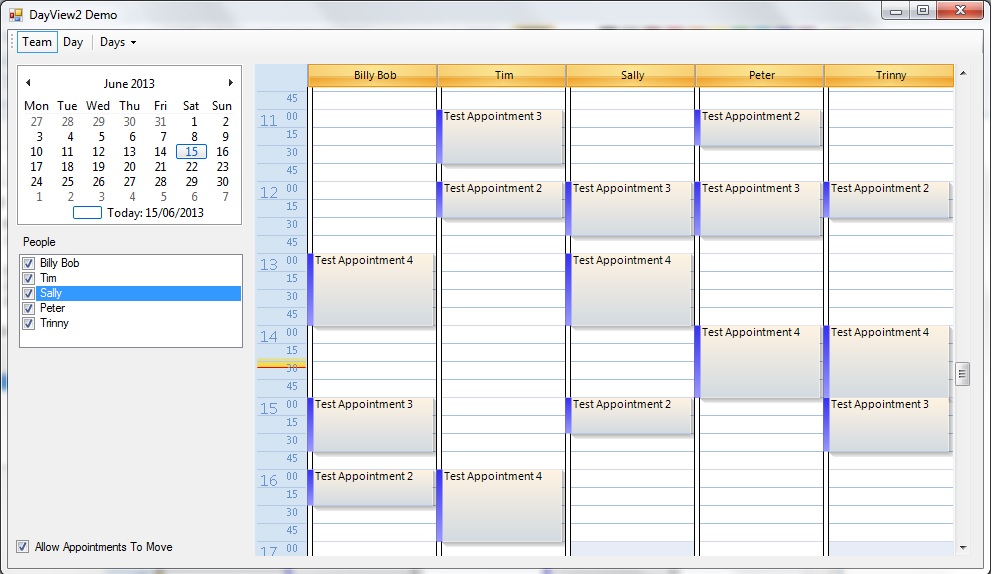 DayView2 Demo
Team Day Days
June 2013
Mon Tue Wed Thu Fri Sat Sun
27 28 29 30 31 1 2
3 4 5 6 7 8 9
10 11 12 13 14 15 16
17 18 19 20 21 22 23
24 25 26 27 28 29 30
1 2 3 4 5 6 7
Today: 15/06/2013
People
Billy Bob
Tim
Sally
Peter
Trinny
Allow Appointments To Move
Billy Bob Tim Sally Peter Trinny
45
11 00 Test Appointment 3 Test Appointment 2
15
30
45
12 00 Test Appointment 2 Test Appointment 3 Test Appointment 3 Test Appointment 2
15
30
45
13 00 Test Appointment 4 Test Appointment 4
15
30
45
14 00 Test Appointment 4 Test Appointment 4
15
30
45
15 00 Test Appointment 3 Test Appointment 2 Test Appointment 3
15
30
45
16 00 Test Appointment 2 Test Appointment 4
15
30
45
17 00